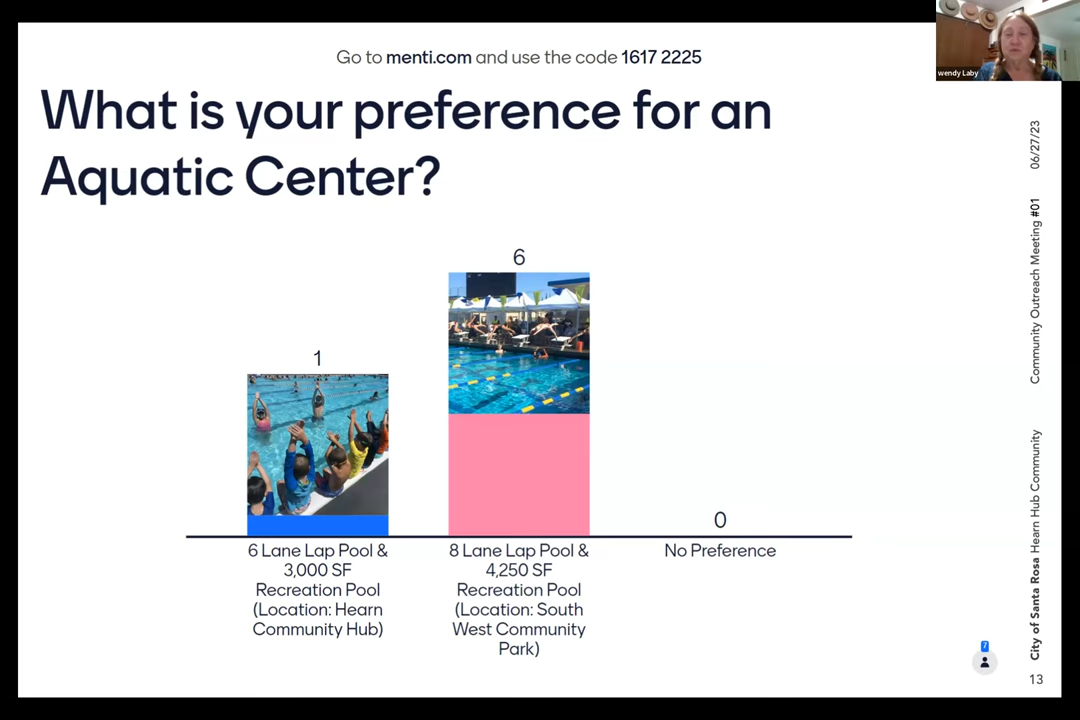 Go to menti.com and use the code 1617 2225
wendy Laby
What is your preference for an
Aquatic Center?
1
6
0
6 Lane Lap Pool &
3,000 SF
Recreation Pool
(Location: Hearn
Community Hub)
8 Lane Lap Pool &
4,250 SF
Recreation Pool
(Location: South
West Community
Park)
No Preference
7
City of Santa Rosa Hearn Hub Community Community Outreach Meeting #01 06/27/23
13